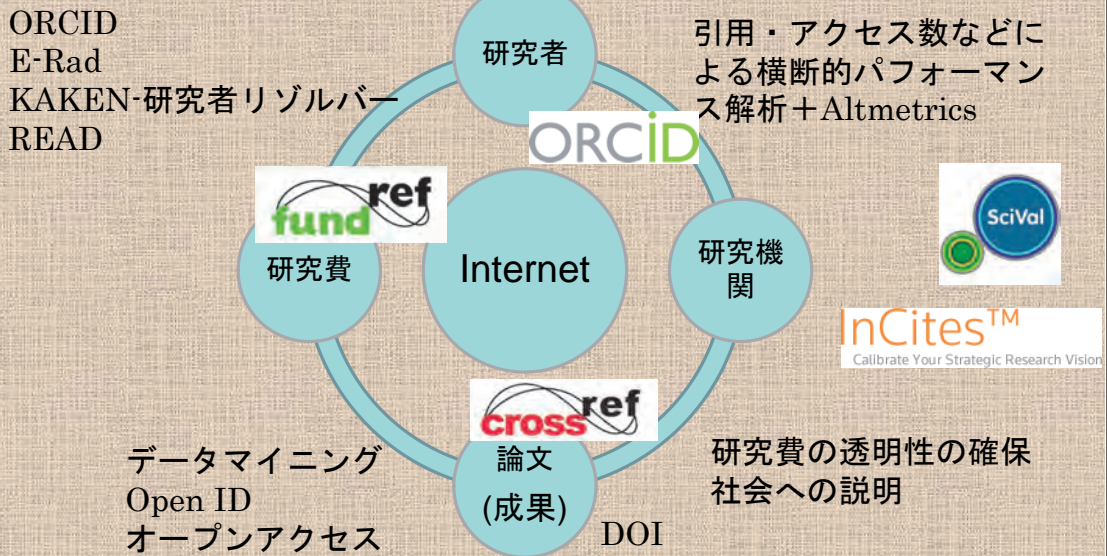 ORCID
E-Rad
KAKEN-研究者リゾルバー
READ
研究者
引用・アクセス数などに
よる横断的パフォーマン
ス解析＋Altmetrics
ORCiD
fundref
研究費
Internet
研究機
関
SciVal
InCites™
Calibrate Your Strategic Research Vision
crossref
論文
(成果)
データマイニング
Open ID
オープンアクセス
DOI
研究費の透明性の確保
社会への説明